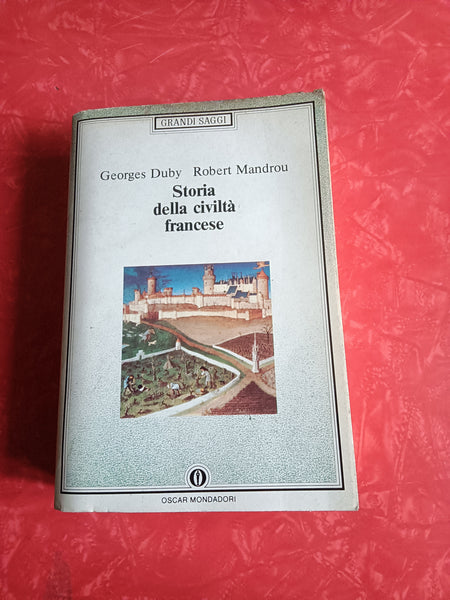 GRANDI SAGGI
Georges Duby Robert Mandrou
Storia
della civiltà
francese
OSCAR MONDADORI